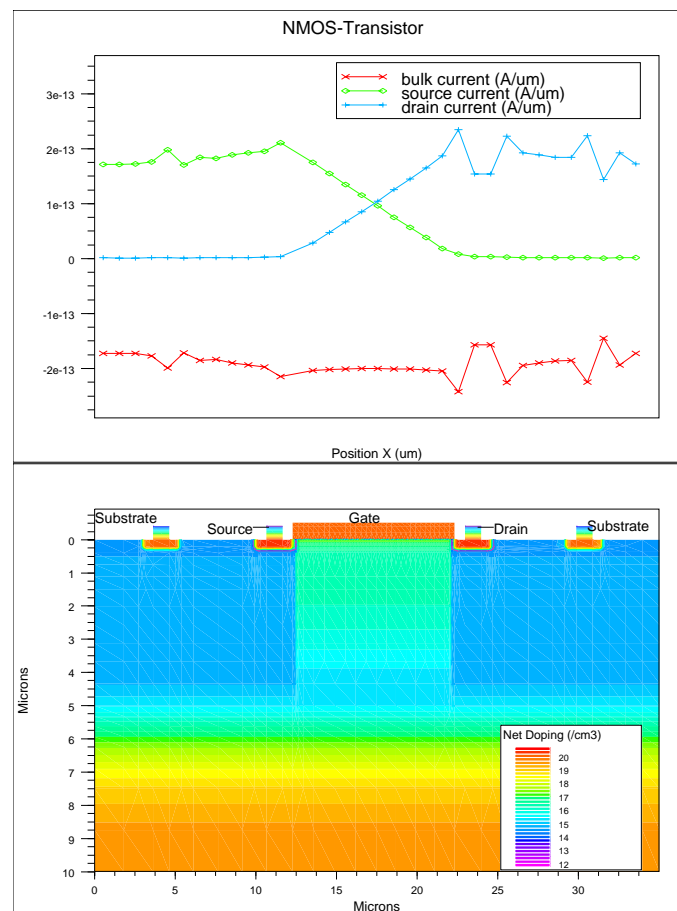 NMOS-Transistor
bulk current (A/um)
source current (A/um)
drain current (A/um)
3e-13
2e-13
1e-13
0
-1e-13
-2e-13
Position X (um)
Substrate
Source
Gate
Drain
Substrate
0
1
2
3
4
5
6
7
8
9
10
Microns
Net Doping (/cm3)
20
19
18
17
16
15
14
13
12
0
5
10
15
20
25
30
Microns